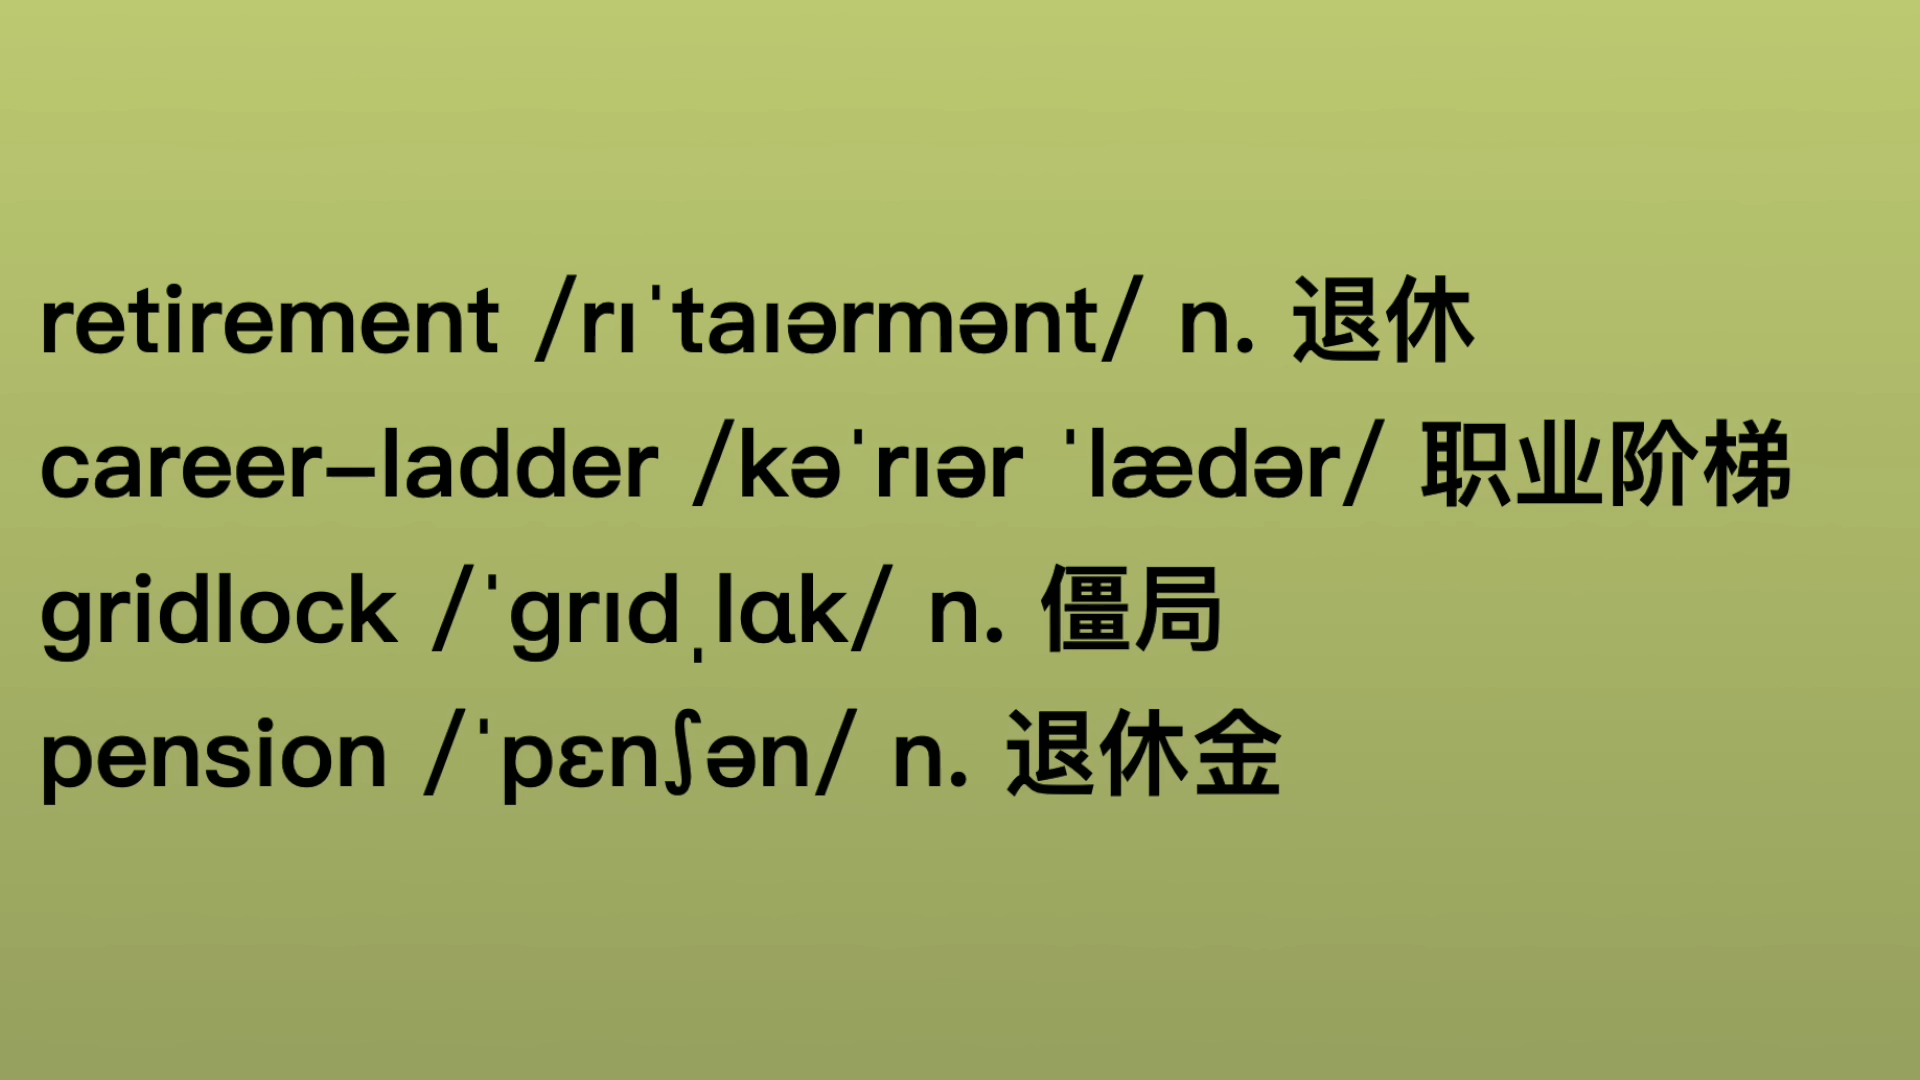 retirement /rɪˈtaɪərmənt/ n. 退休
career-ladder /kəˈrɪər ˈlædər/ 职业阶梯
gridlock /ˈɡrɪdˌlɑk/ n. 僵局
pension /ˈpɛnʃən/ n. 退休金